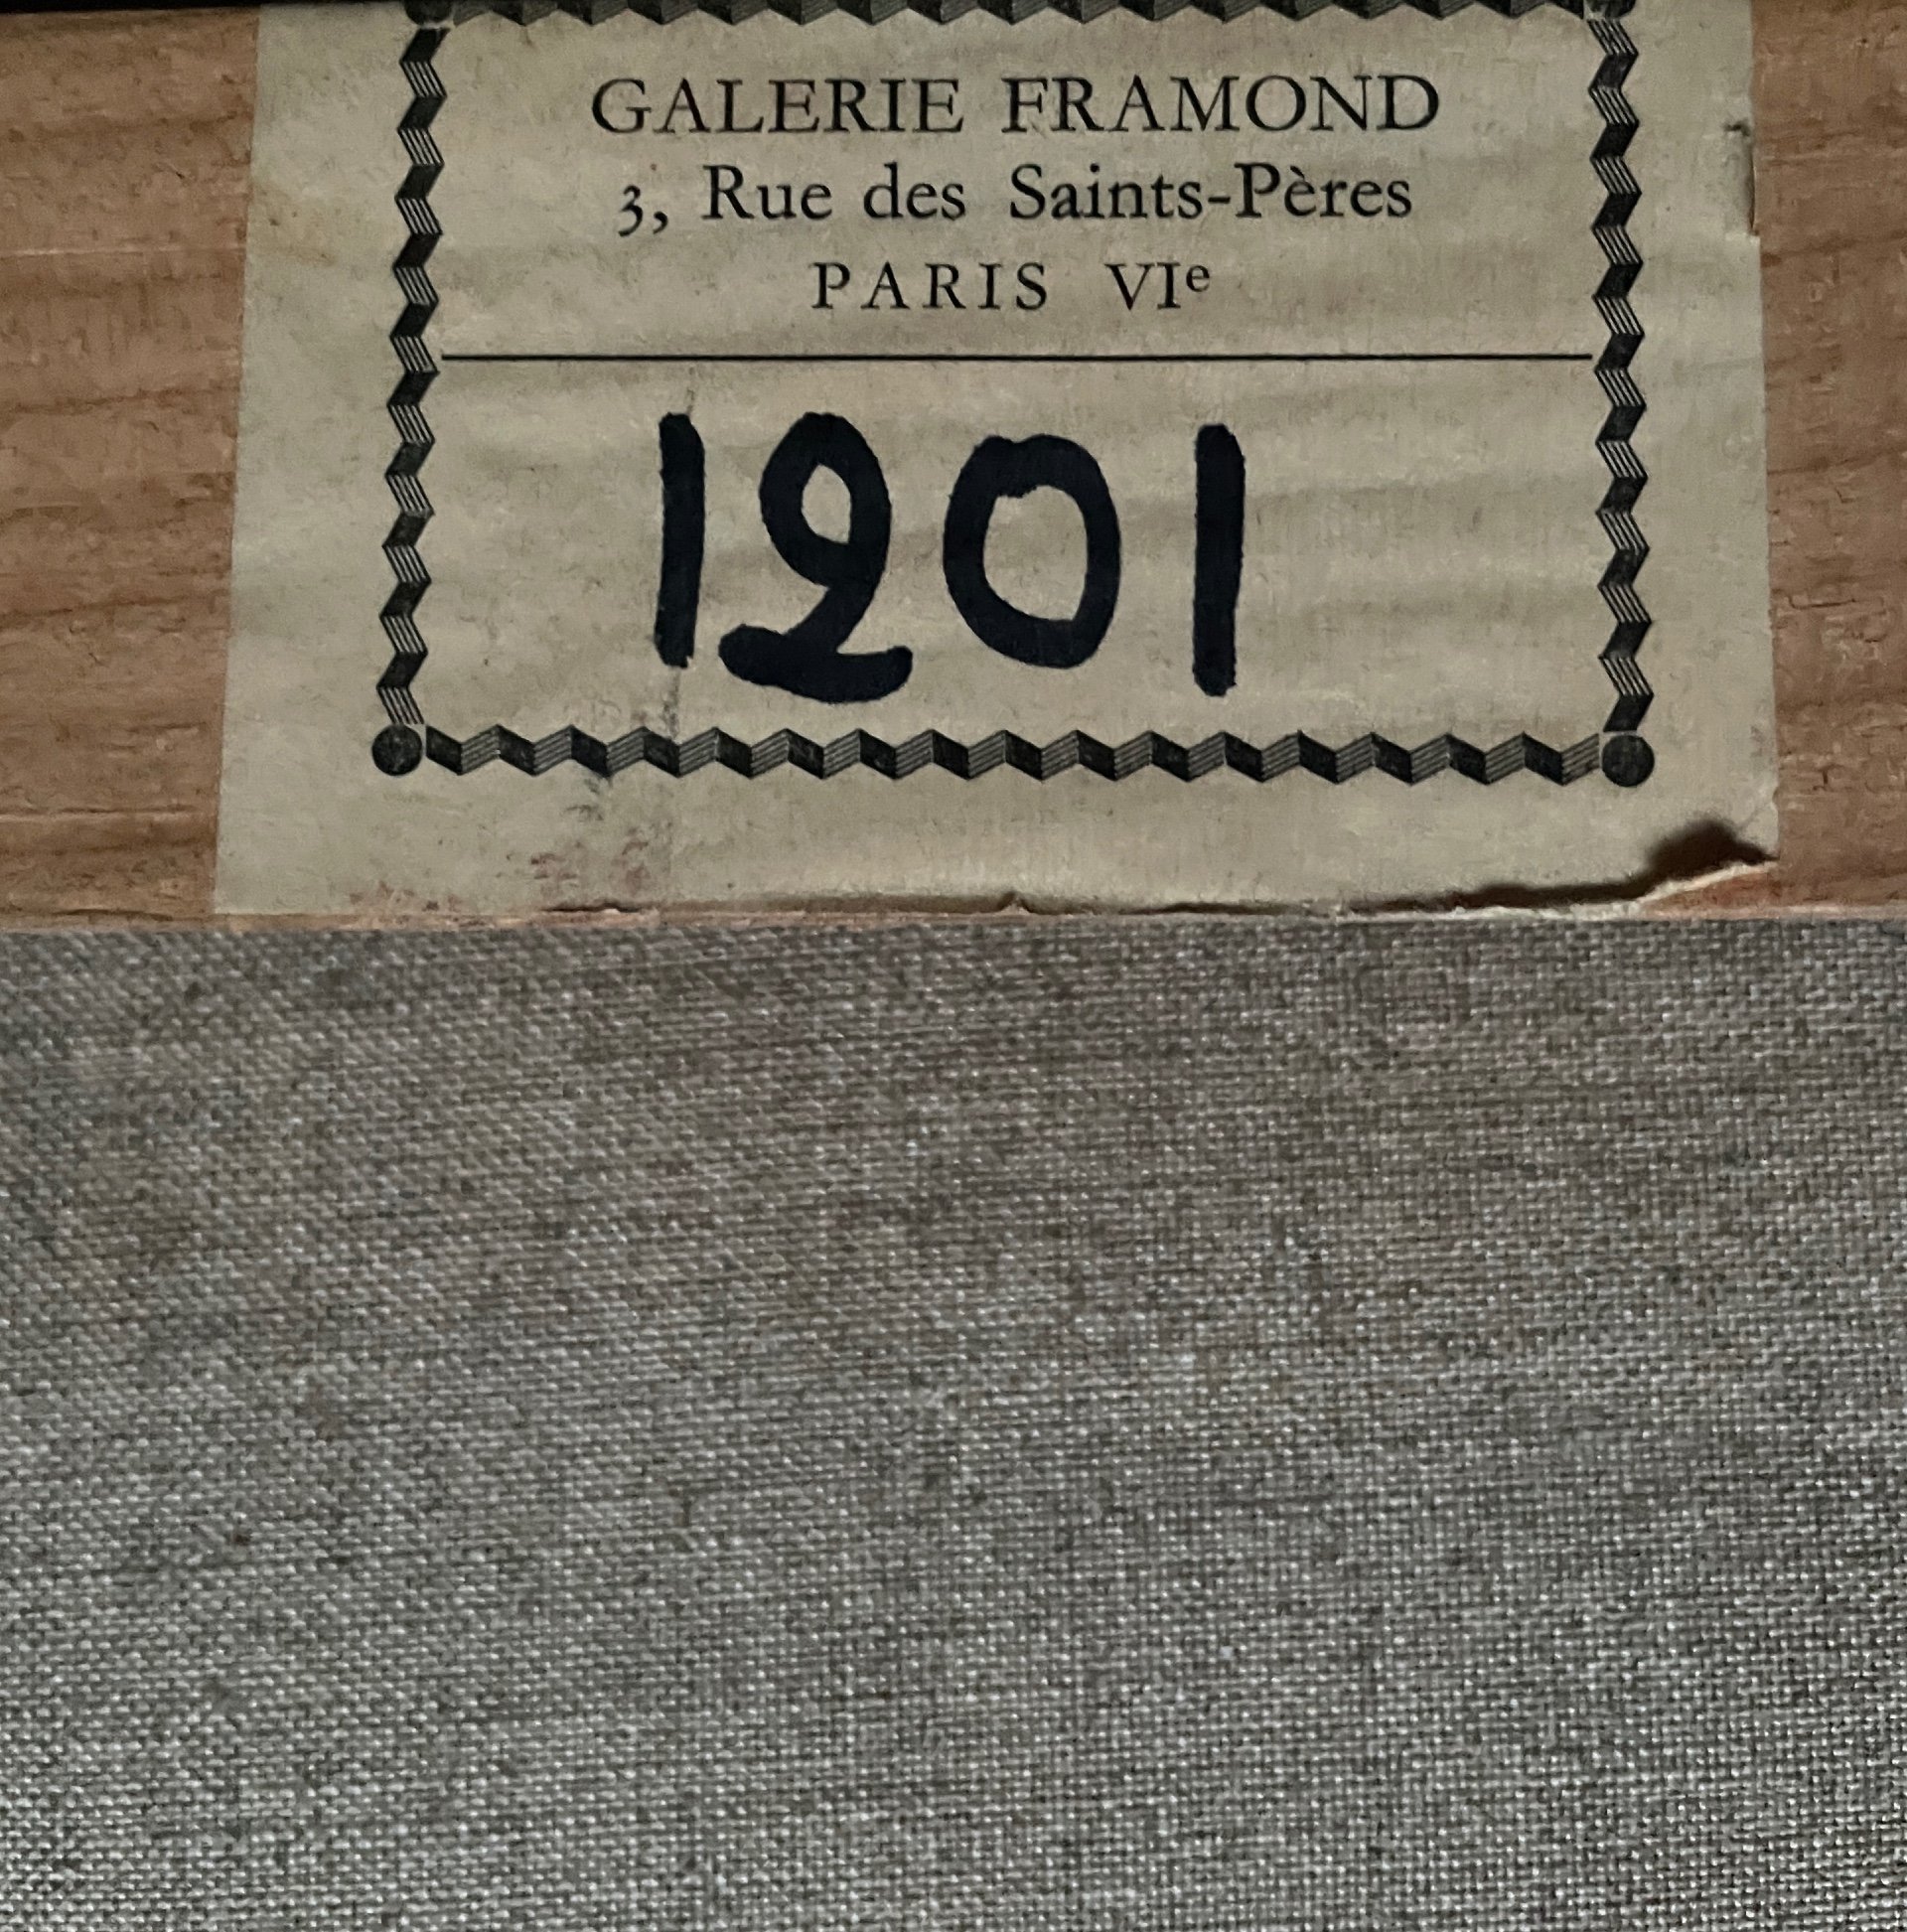 GALERIE FRAMOND
3, Rue des Saints-Pères
PARIS VIe
1201